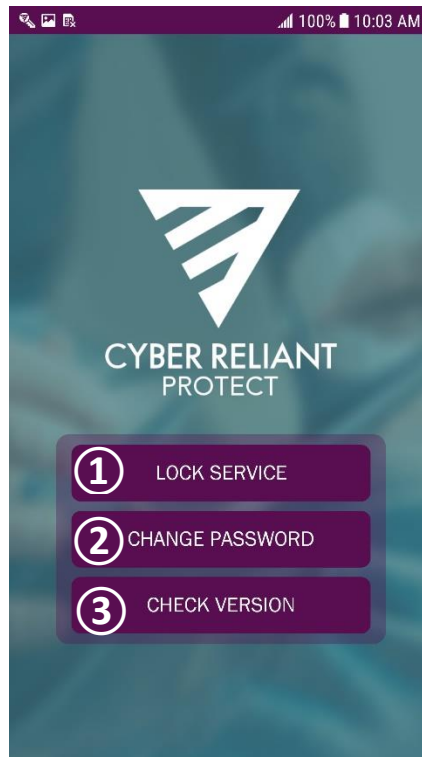 100% 10:03 AM
CYBER RELIANT
PROTECT
1 LOCK SERVICE
2 CHANGE PASSWORD
3 CHECK VERSION